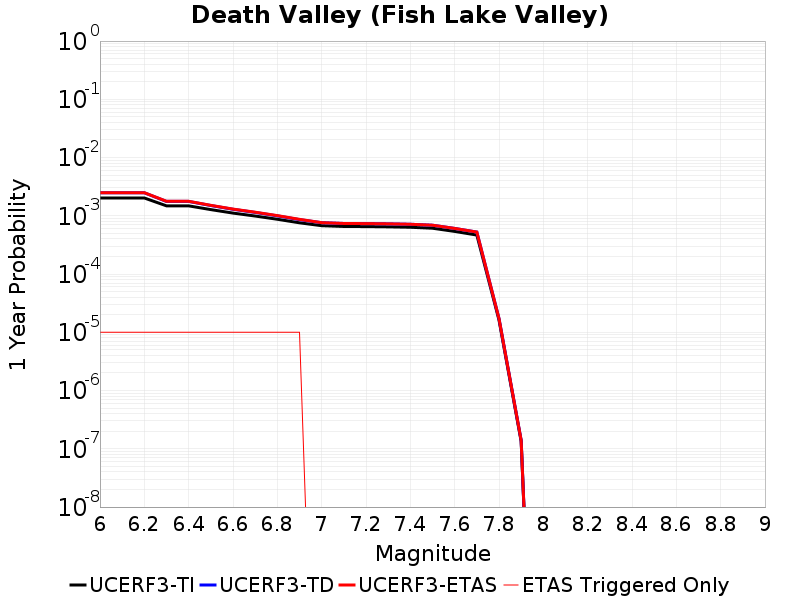 Death Valley (Fish Lake Valley)
10^0
10^-1
10^-2
10^-3
10^-4
10^-5
10^-6
10^-7
10^-8
1 Year Probability
6 6.2 6.4 6.6 6.8 7 7.2 7.4 7.6 7.8 8 8.2 8.4 8.6 8.8 9
Magnitude
UCERF3-TI UCERF3-TD UCERF3-ETAS ETAS Triggered Only